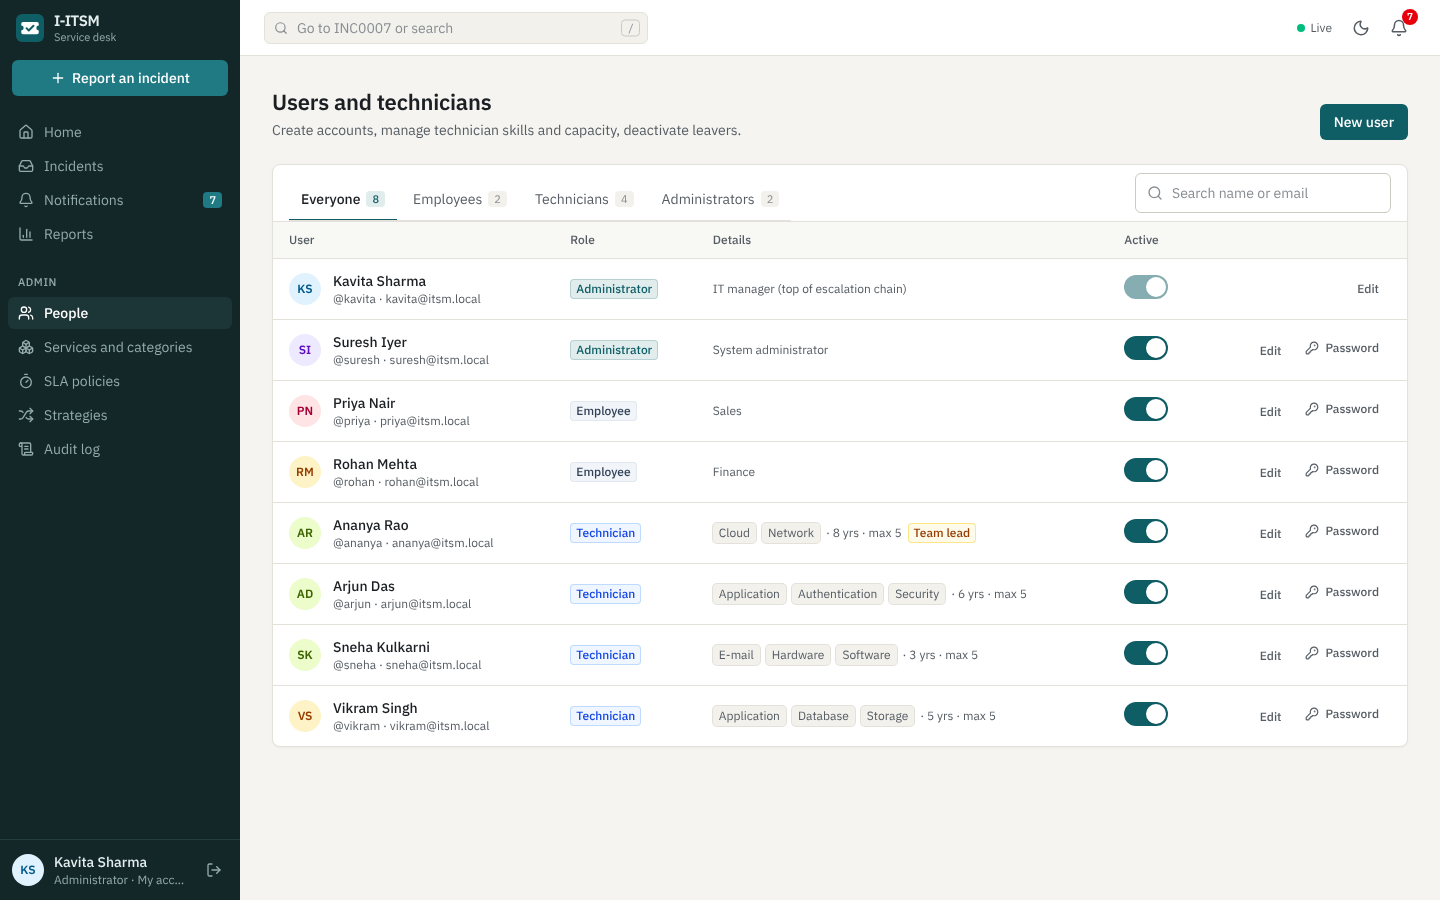 I-ITSM
Service desk
Report an incident
Home
Incidents
Notifications 7
Reports
ADMIN
People
Services and categories
SLA policies
Strategies
Audit log
KS Kavita Sharma
Administrator · My acc...
Go to INC0007 or search /
Live 7
Users and technicians
Create accounts, manage technician skills and capacity, deactivate leavers.
New user
Everyone 8 Employees 2 Technicians 4 Administrators 2
Search name or email
User Role Details Active
KS Kavita Sharma
@kavita · kavita@itsm.local
Administrator IT manager (top of escalation chain) Edit
SI Suresh Iyer
@suresh · suresh@itsm.local
Administrator System administrator Edit Password
PN Priya Nair
@priya · priya@itsm.local
Employee Sales Edit Password
RM Rohan Mehta
@rohan · rohan@itsm.local
Employee Finance Edit Password
AR Ananya Rao
@ananya · ananya@itsm.local
Technician Cloud Network · 8 yrs · max 5 Team lead Edit Password
AD Arjun Das
@arjun · arjun@itsm.local
Technician Application Authentication Security · 6 yrs · max 5 Edit Password
SK Sneha Kulkarni
@sneha · sneha@itsm.local
Technician E-mail Hardware Software · 3 yrs · max 5 Edit Password
VS Vikram Singh
@vikram · vikram@itsm.local
Technician Application Database Storage · 5 yrs · max 5 Edit Password